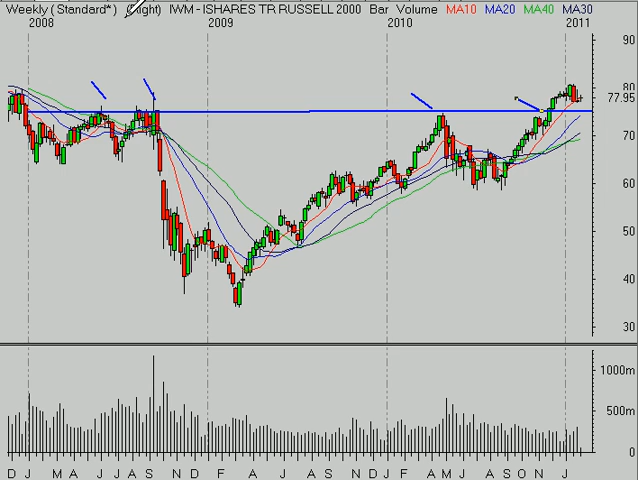 Weekly ( Standard* ) (Right) IWM - ISHARES TR RUSSELL 2000 Bar Volume MA10 MA20 MA40 MA30
2008 2009 2010 2011
90
80
77.95
70
60
50
40
30
1000m
500m
0
D J M A J J A S N D J F A J J A S N D J F A M J J A S O N J